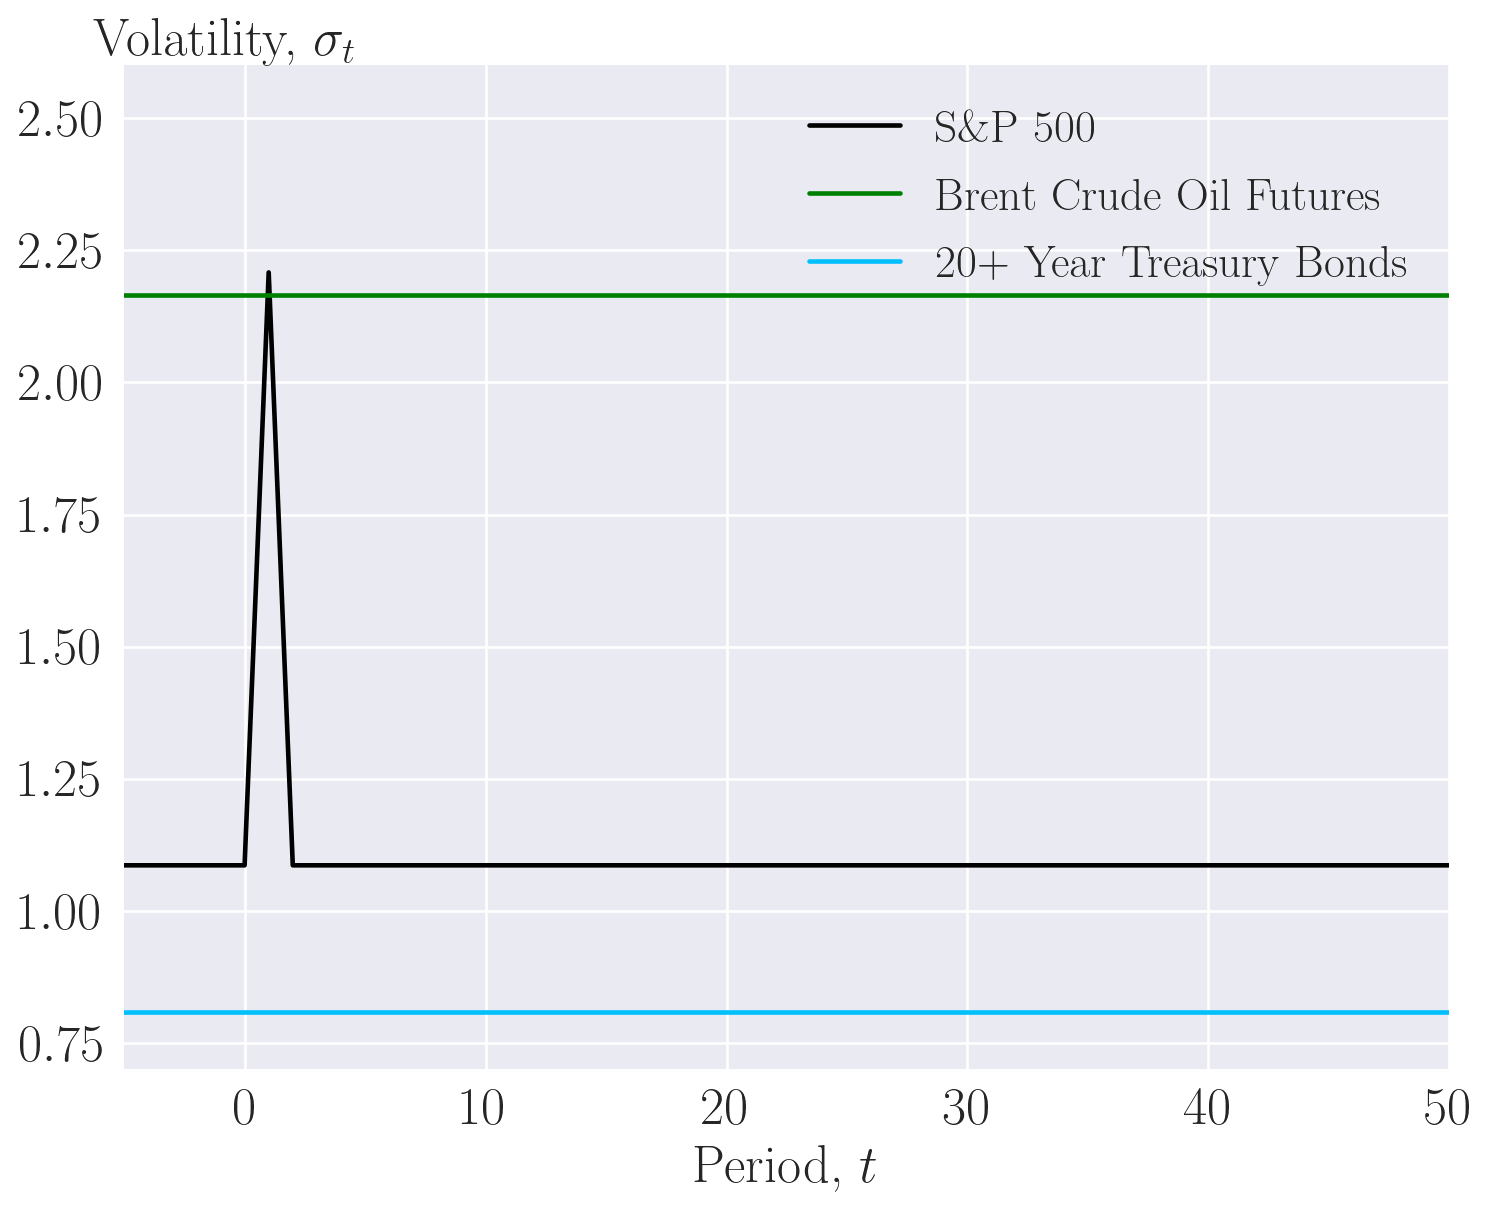 Volatility, σₜ
2.50
2.25
2.00
1.75
1.50
1.25
1.00
0.75
S&P 500
Brent Crude Oil Futures
20+ Year Treasury Bonds
0 10 20 30 40 50
Period, t